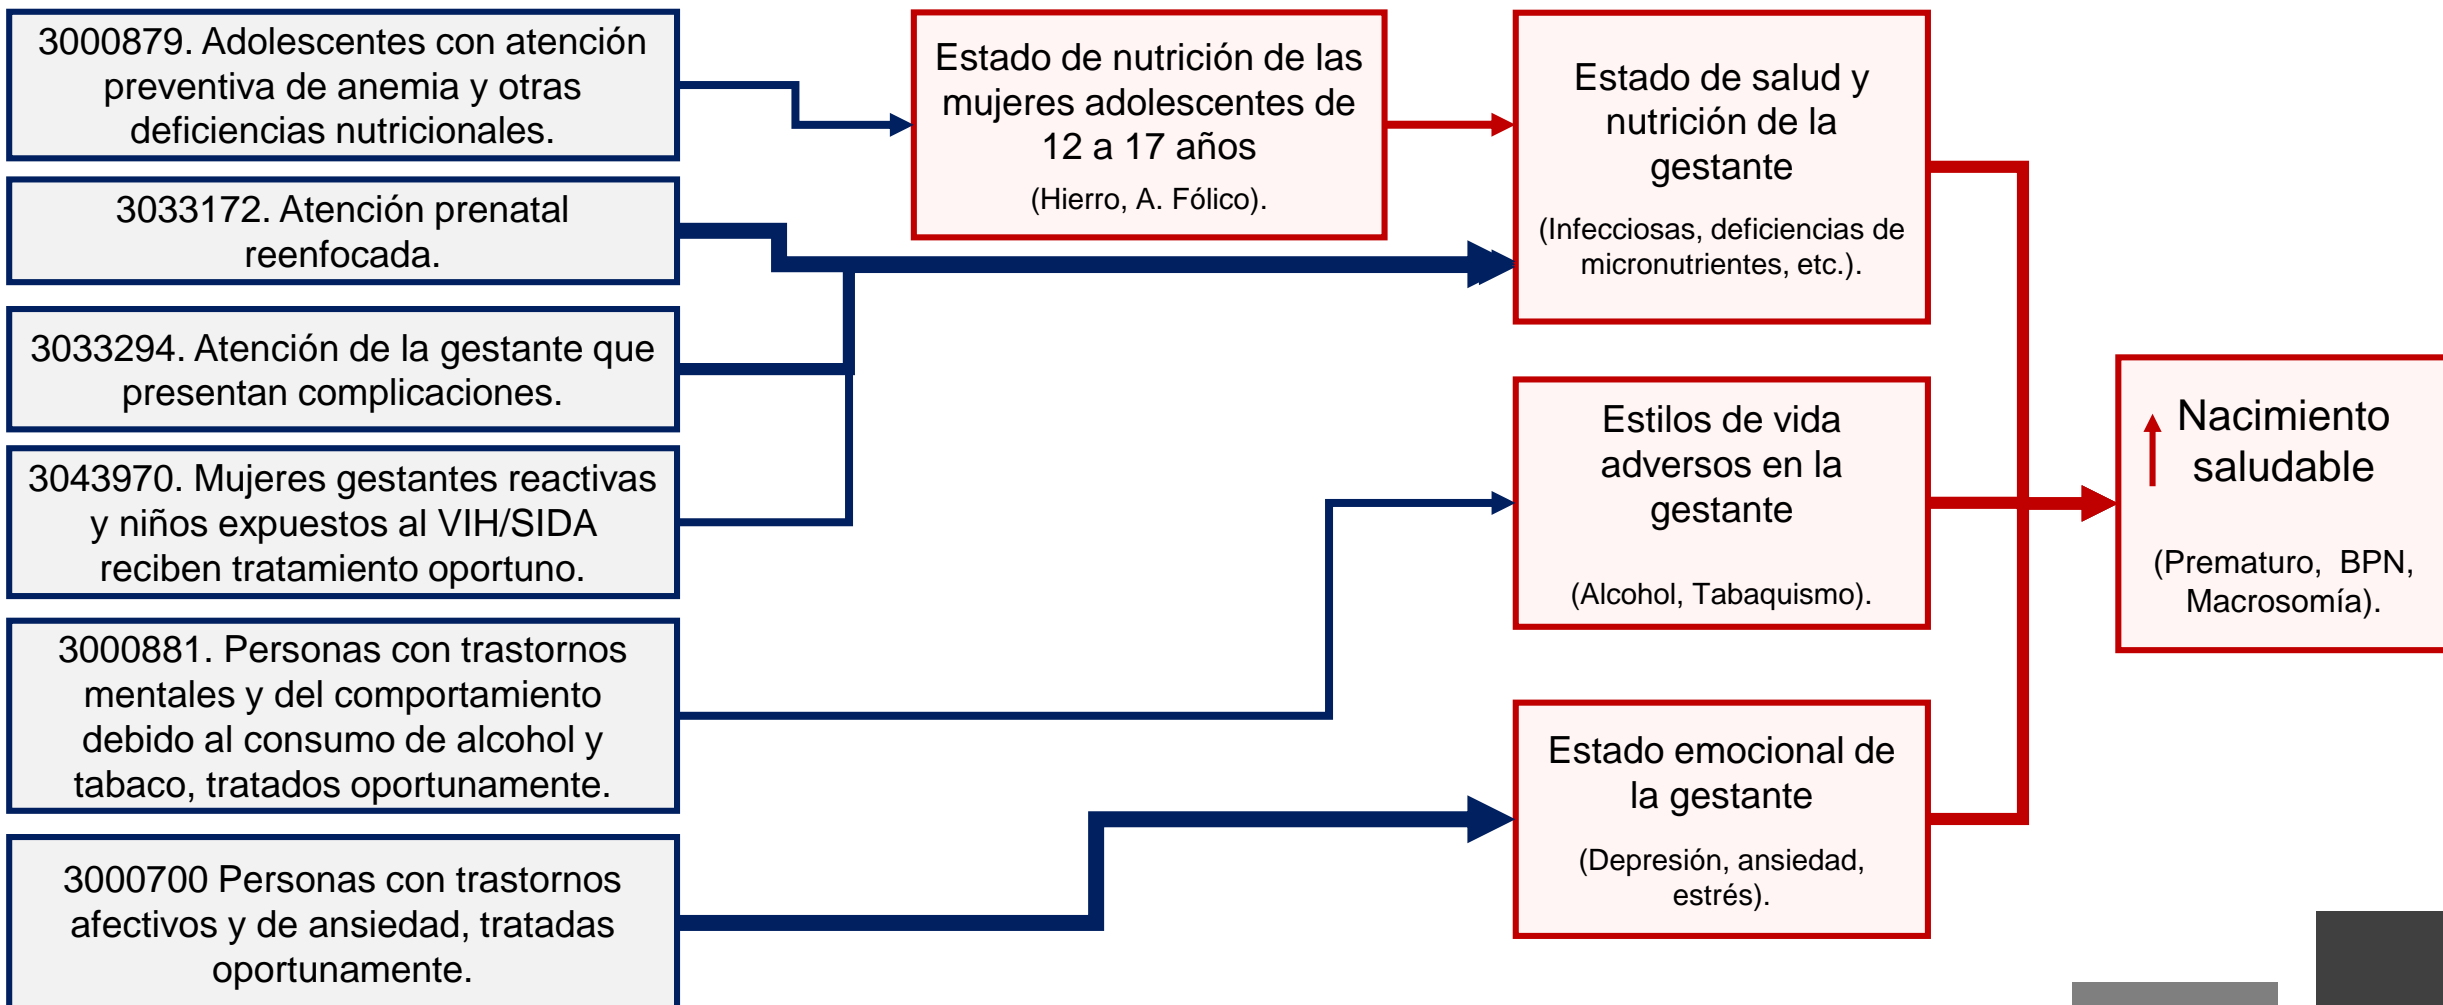 3000879. Adolescentes con atención
preventiva de anemia y otras
deficiencias nutricionales.
3033172. Atención prenatal
reenfocada.
3033294. Atención de la gestante que
presentan complicaciones.
3043970. Mujeres gestantes reactivas
y niños expuestos al VIH/SIDA
reciben tratamiento oportuno.
3000881. Personas con trastornos
mentales y del comportamiento
debido al consumo de alcohol y
tabaco, tratados oportunamente.
3000700 Personas con trastornos
afectivos y de ansiedad, tratadas
oportunamente.
Estado de nutrición de las
mujeres adolescentes de
12 a 17 años
(Hierro, A. Fólico).
Estado de salud y
nutrición de la
gestante
(Infecciosas, deficiencias de
micronutrientes, etc.).
Estilos de vida
adversos en la
gestante
(Alcohol, Tabaquismo).
Estado emocional de
la gestante
(Depresión, ansiedad,
estrés).
Nacimiento
saludable
(Prematuro, BPN,
Macrosomía).